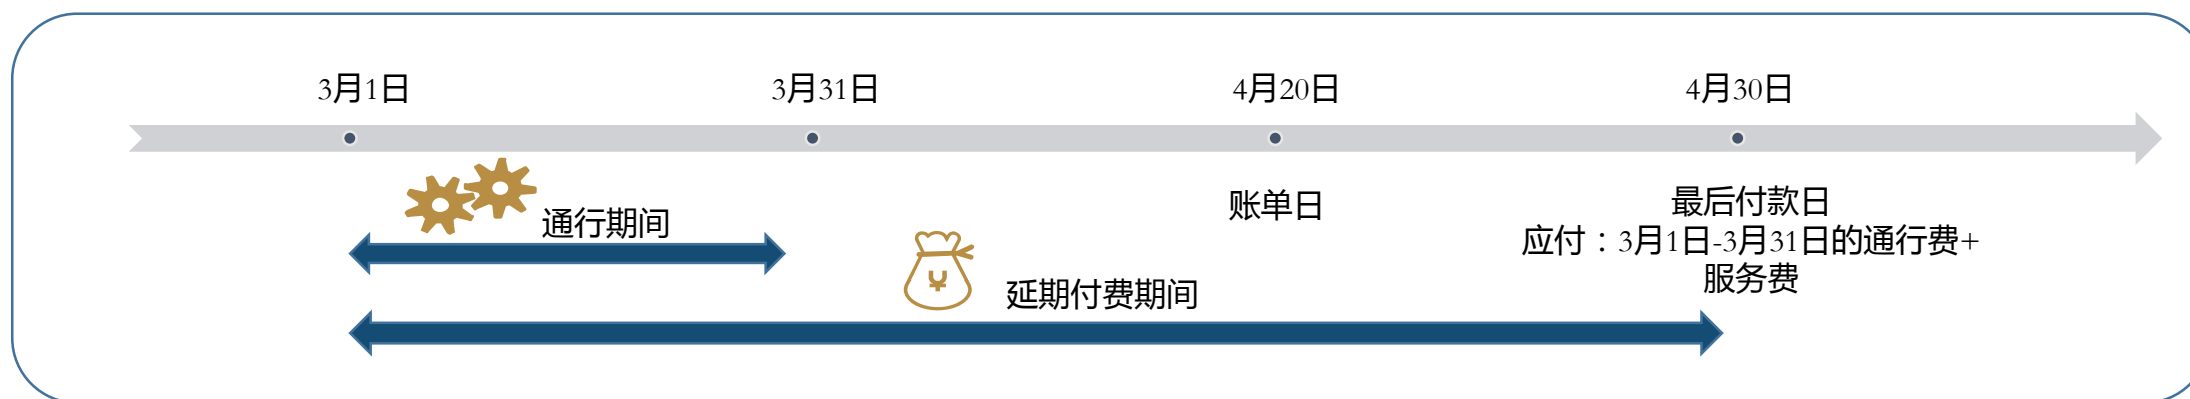 3月1日
3月31日
4月20日
4月30日
通行期间
账单日
最后付款日
应付：3月1日-3月31日的通行费+
服务费
¥
延期付费期间